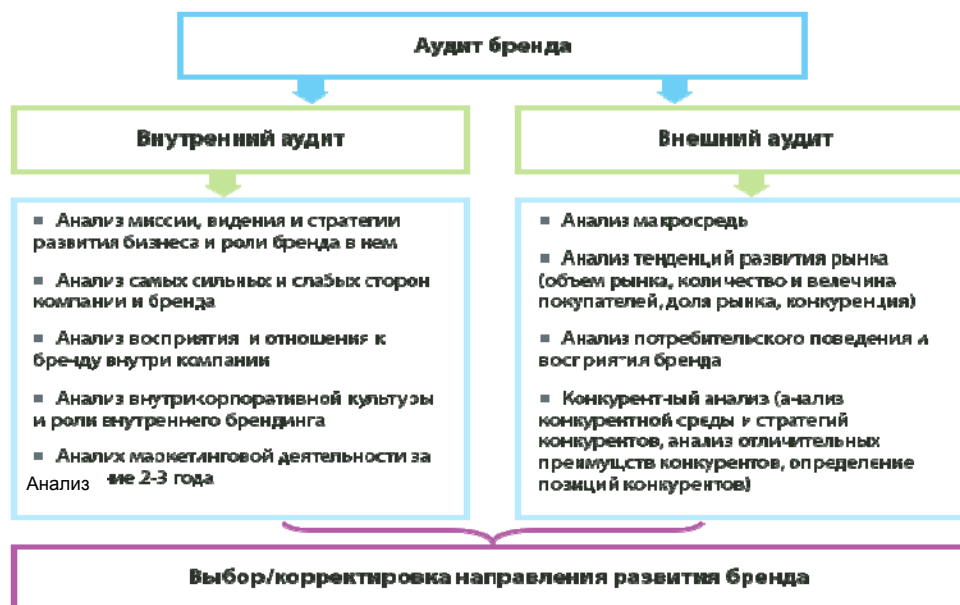 Аудит бренда
Внутренний аудит
Внешний аудит
▪ Анализ миссии, видения и стратегии
развития бизнеса и роли бренда в нем
▪ Анализ самых сильных и слабых сторон
компании и бренда
▪ Анализ восприятия и отношения к
бренду внутри компании
▪ Анализ внутрикорпоративной культуры
и роли внутреннего брендинга
▪ Анализ маркетинговой деятельности за
Анализ ие 2-3 года
▪ Анализ макросредь
▪ Анализ тенденций развития рынка
(объем рынка, количество и величина
покупателей, доля рынка, конкуренция)
▪ Анализ потребительского поведения и
восприятия бренда
▪ Конкурентный анализ (анализ
конкурентной среды и стратегий
конкурентов, анализ отличительных
преимуществ конкурентов, определение
позиций конкурентов)
Выбор/корректировка направления развития бренда